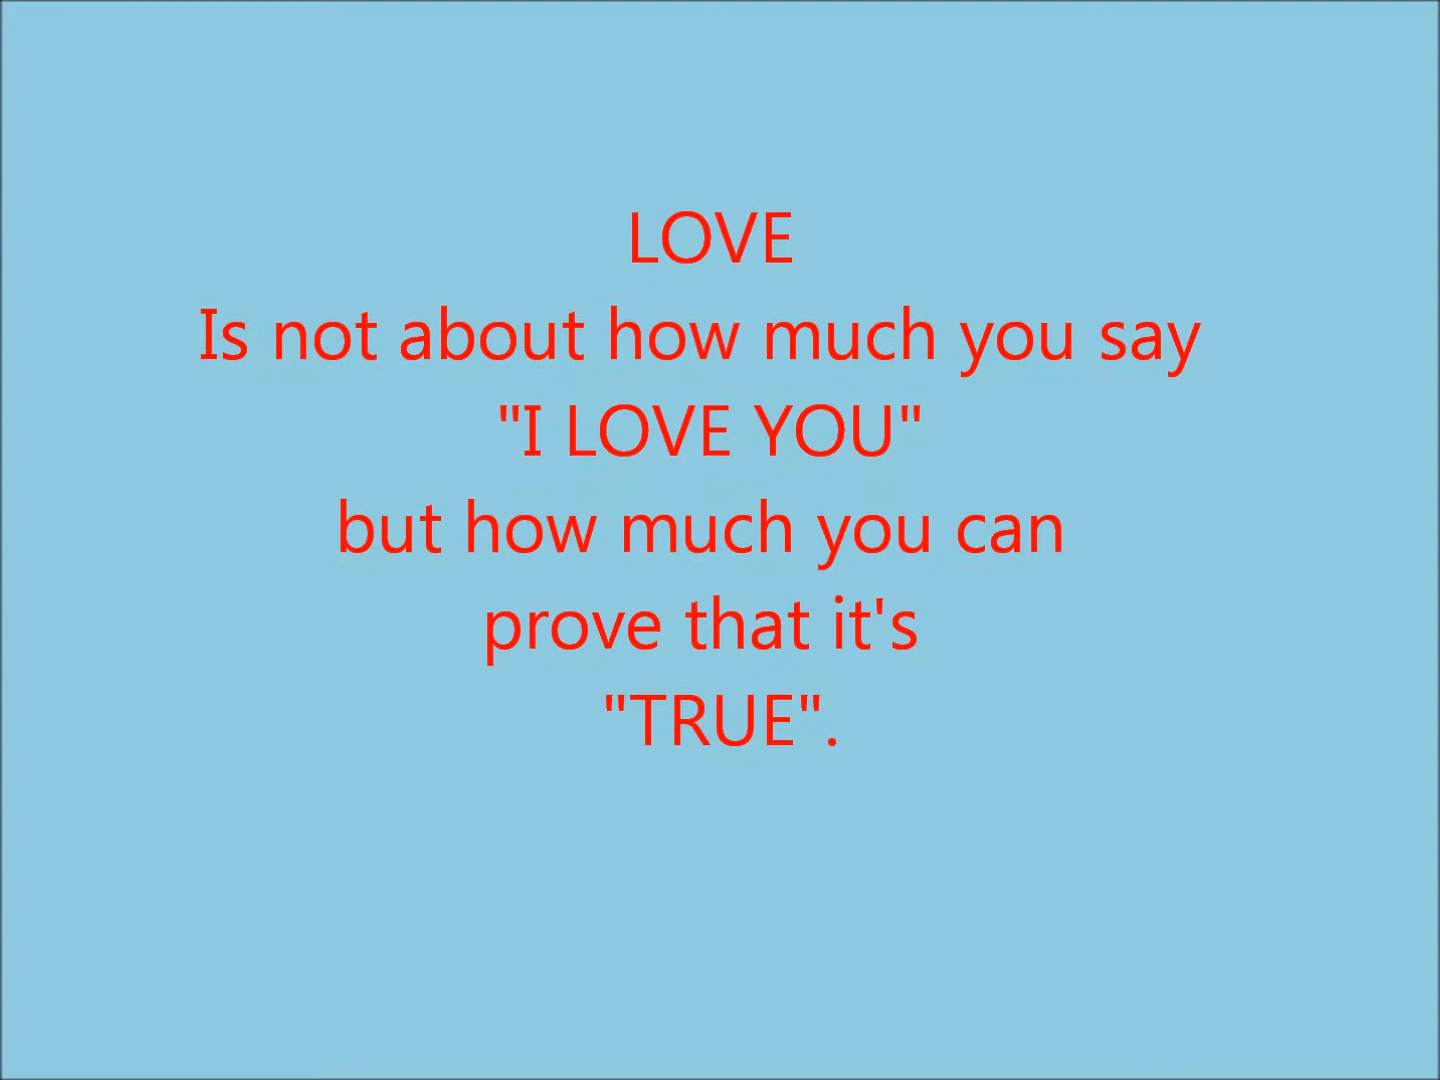 LOVE
Is not about how much you say
"I LOVE YOU"
but how much you can
prove that it's
"TRUE".